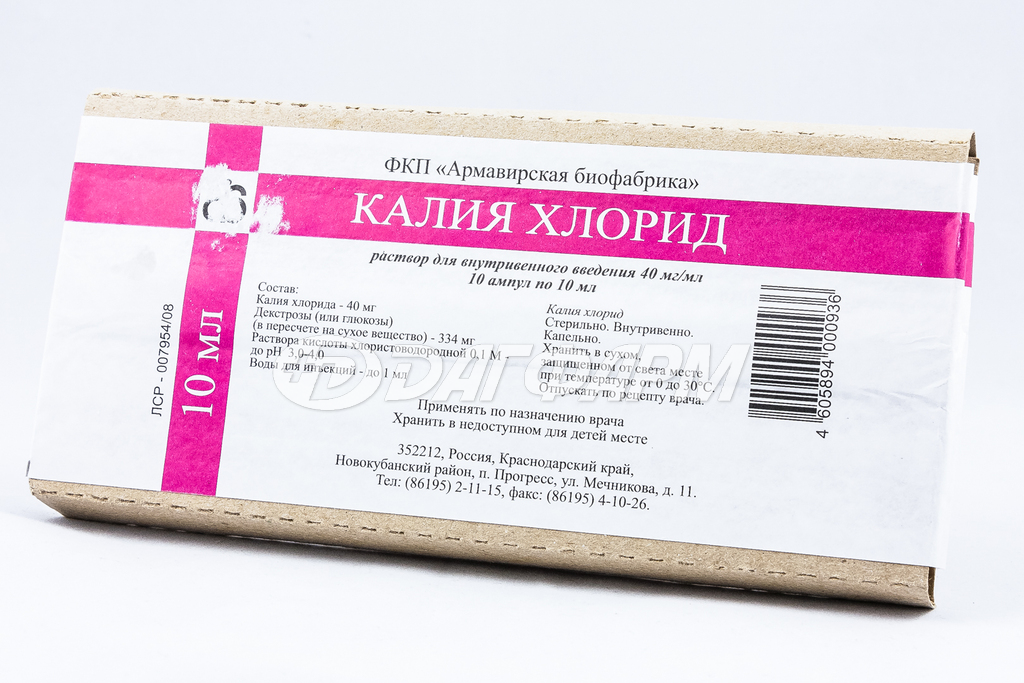 ФКП «Армавирская биофабрика»
КАЛИЯ ХЛОРИД
раствор для внутривенного введения 40 мг/мл
10 ампул по 10 мл
Состав:
Калия хлорида - 40 мг
Декстрозы (или глюкозы)
(в пересчете на сухое вещество) - 334 мг
Раствора кислоты хлористоводородной 0,1 М -
до pH 3,0-4,0
Воды для инъекций - до 1 мл
Калия хлорид
Стерильно. Внутривенно.
Капельно.
Хранить в сухом,
защищенном от света месте
при температуре от 0 до 30°С.
Отпускать по рецепту врача.
Применять по назначению врача
Хранить в недоступном для детей месте
352212, Россия, Краснодарский край,
Новокубанский район, п. Прогресс, ул. Мечникова, д. 11.
Тел: (86195) 2-11-15, факс: (86195) 4-10-26.
ЛСР - 007954/08
10 МЛ
4 605894 000936
ДАГФАРМ